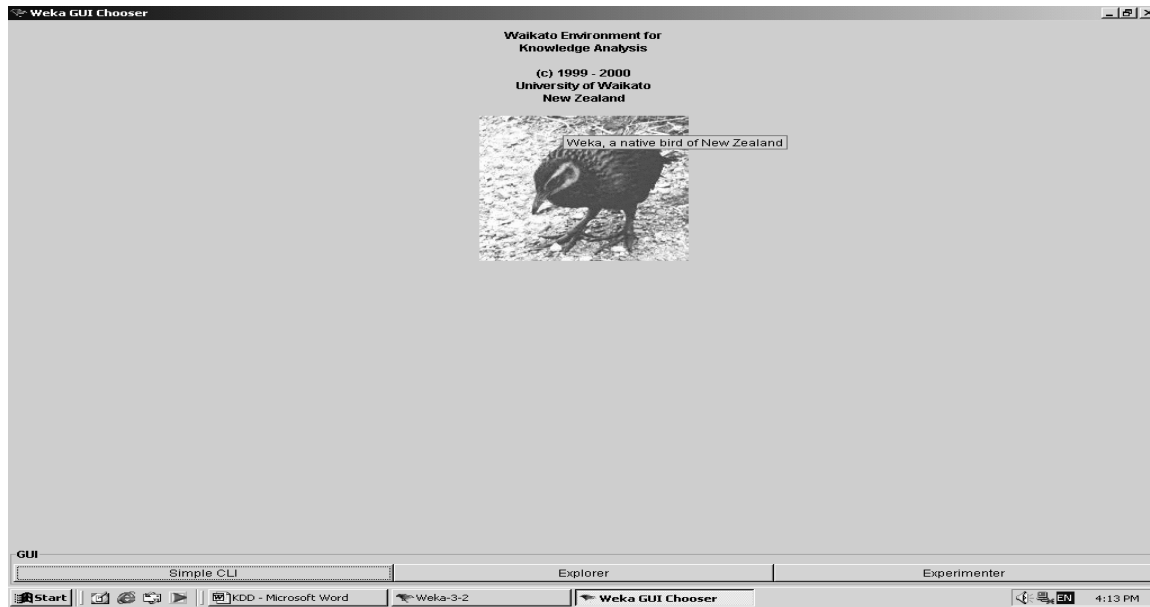 Weka GUI Chooser
Waikato Environment for
Knowledge Analysis
(c) 1999 - 2000
University of Waikato
New Zealand
Weka, a native bird of New Zealand
GUI
Simple CLI
Explorer
Experimenter
Start
KDD - Microsoft Word
Weka-3-2
Weka GUI Chooser
EN
4:13 PM